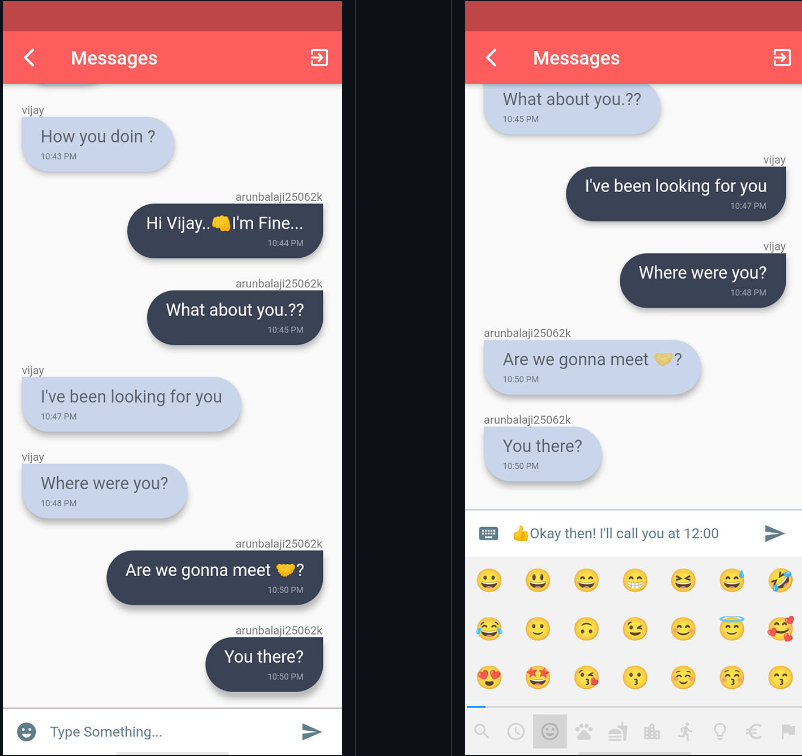 Messages
vijay
How you doin ?
10:43 PM
arunbalaji25062k
Hi Vijay..👊I'm Fine...
10:44 PM
arunbalaji25062k
What about you.??
10:45 PM
vijay
I've been looking for you
10:47 PM
vijay
Where were you?
10:48 PM
arunbalaji25062k
Are we gonna meet 🤝?
10:50 PM
arunbalaji25062k
You there?
10:50 PM
Type Something...
Messages
What about you.??
10:45 PM
vijay
I've been looking for you
10:47 PM
vijay
Where were you?
10:48 PM
arunbalaji25062k
Are we gonna meet 🤝?
10:50 PM
arunbalaji25062k
You there?
10:50 PM
👍Okay then! I'll call you at 12:00